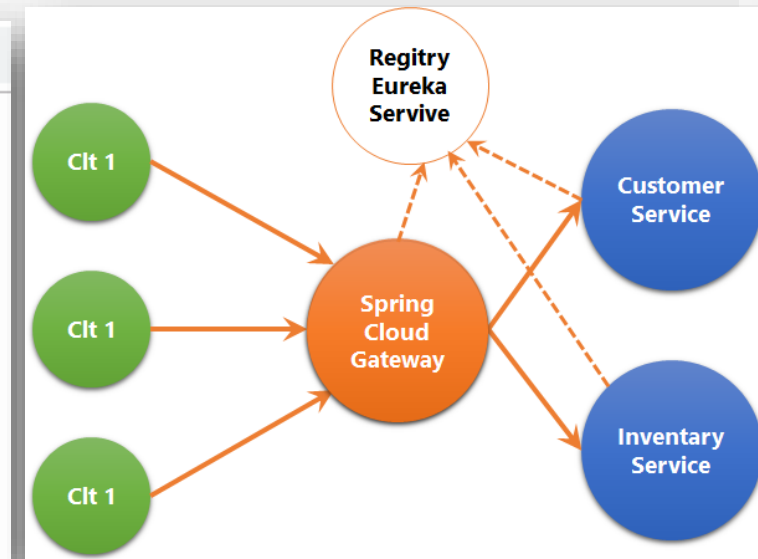 Regitry
Eureka
Servive
Clt 1
Customer
Service
Clt 1
Spring
Cloud
Gateway
Inventary
Service
Clt 1